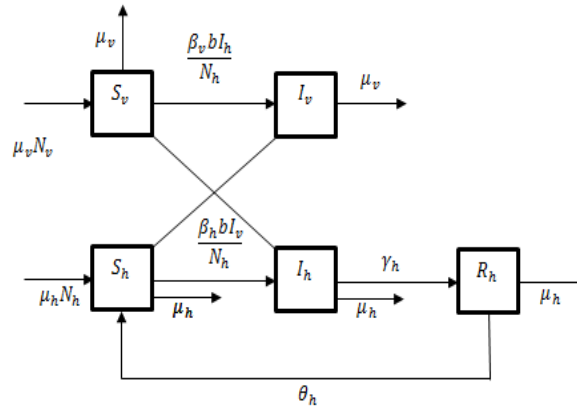 μ_v
β_v b I_h
N_h
S_v
I_v
μ_v
μ_v N_v
β_h b I_v
N_h
S_h
I_h
γ_h
R_h
μ_h N_h
μ_h
μ_h
μ_h
θ_h